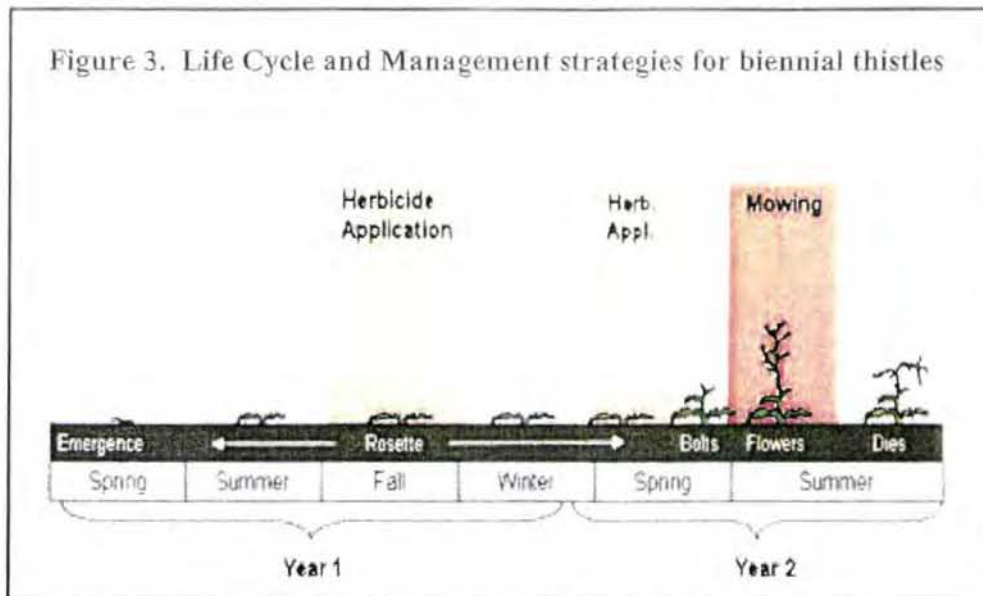 Figure 3. Life Cycle and Management strategies for biennial thistles
Herbicide
Application
Herb.
Appl.
Mowing
Emergence Rosette Bolts Flowers Dies
Spring Summer Fall Winter Spring Summer
Year 1 Year 2